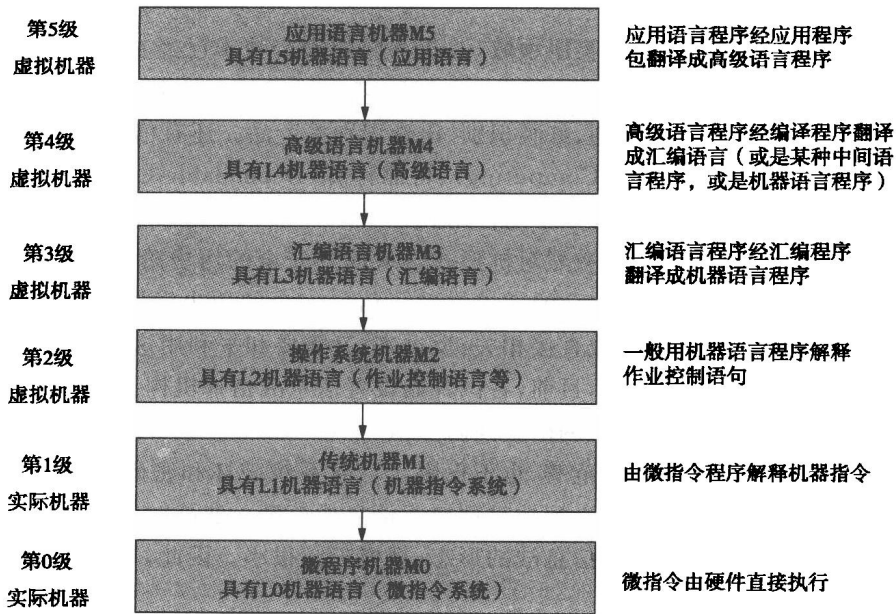 第5级
虚拟机器
应用语言机器M5
具有L5机器语言（应用语言）
应用语言程序经应用程序
包翻译成高级语言程序
第4级
虚拟机器
高级语言机器M4
具有L4机器语言（高级语言）
高级语言程序经编译程序翻译
成汇编语言（或是某种中间语
言程序，或是机器语言程序）
第3级
虚拟机器
汇编语言机器M3
具有L3机器语言（汇编语言）
汇编语言程序经汇编程序
翻译成机器语言程序
第2级
虚拟机器
操作系统机器M2
具有L2机器语言（作业控制语言等）
一般用机器语言程序解释
作业控制语句
第1级
实际机器
传统机器M1
具有L1机器语言（机器指令系统）
由微指令程序解释机器指令
第0级
实际机器
微程序机器M0
具有L0机器语言（微指令系统）
微指令由硬件直接执行